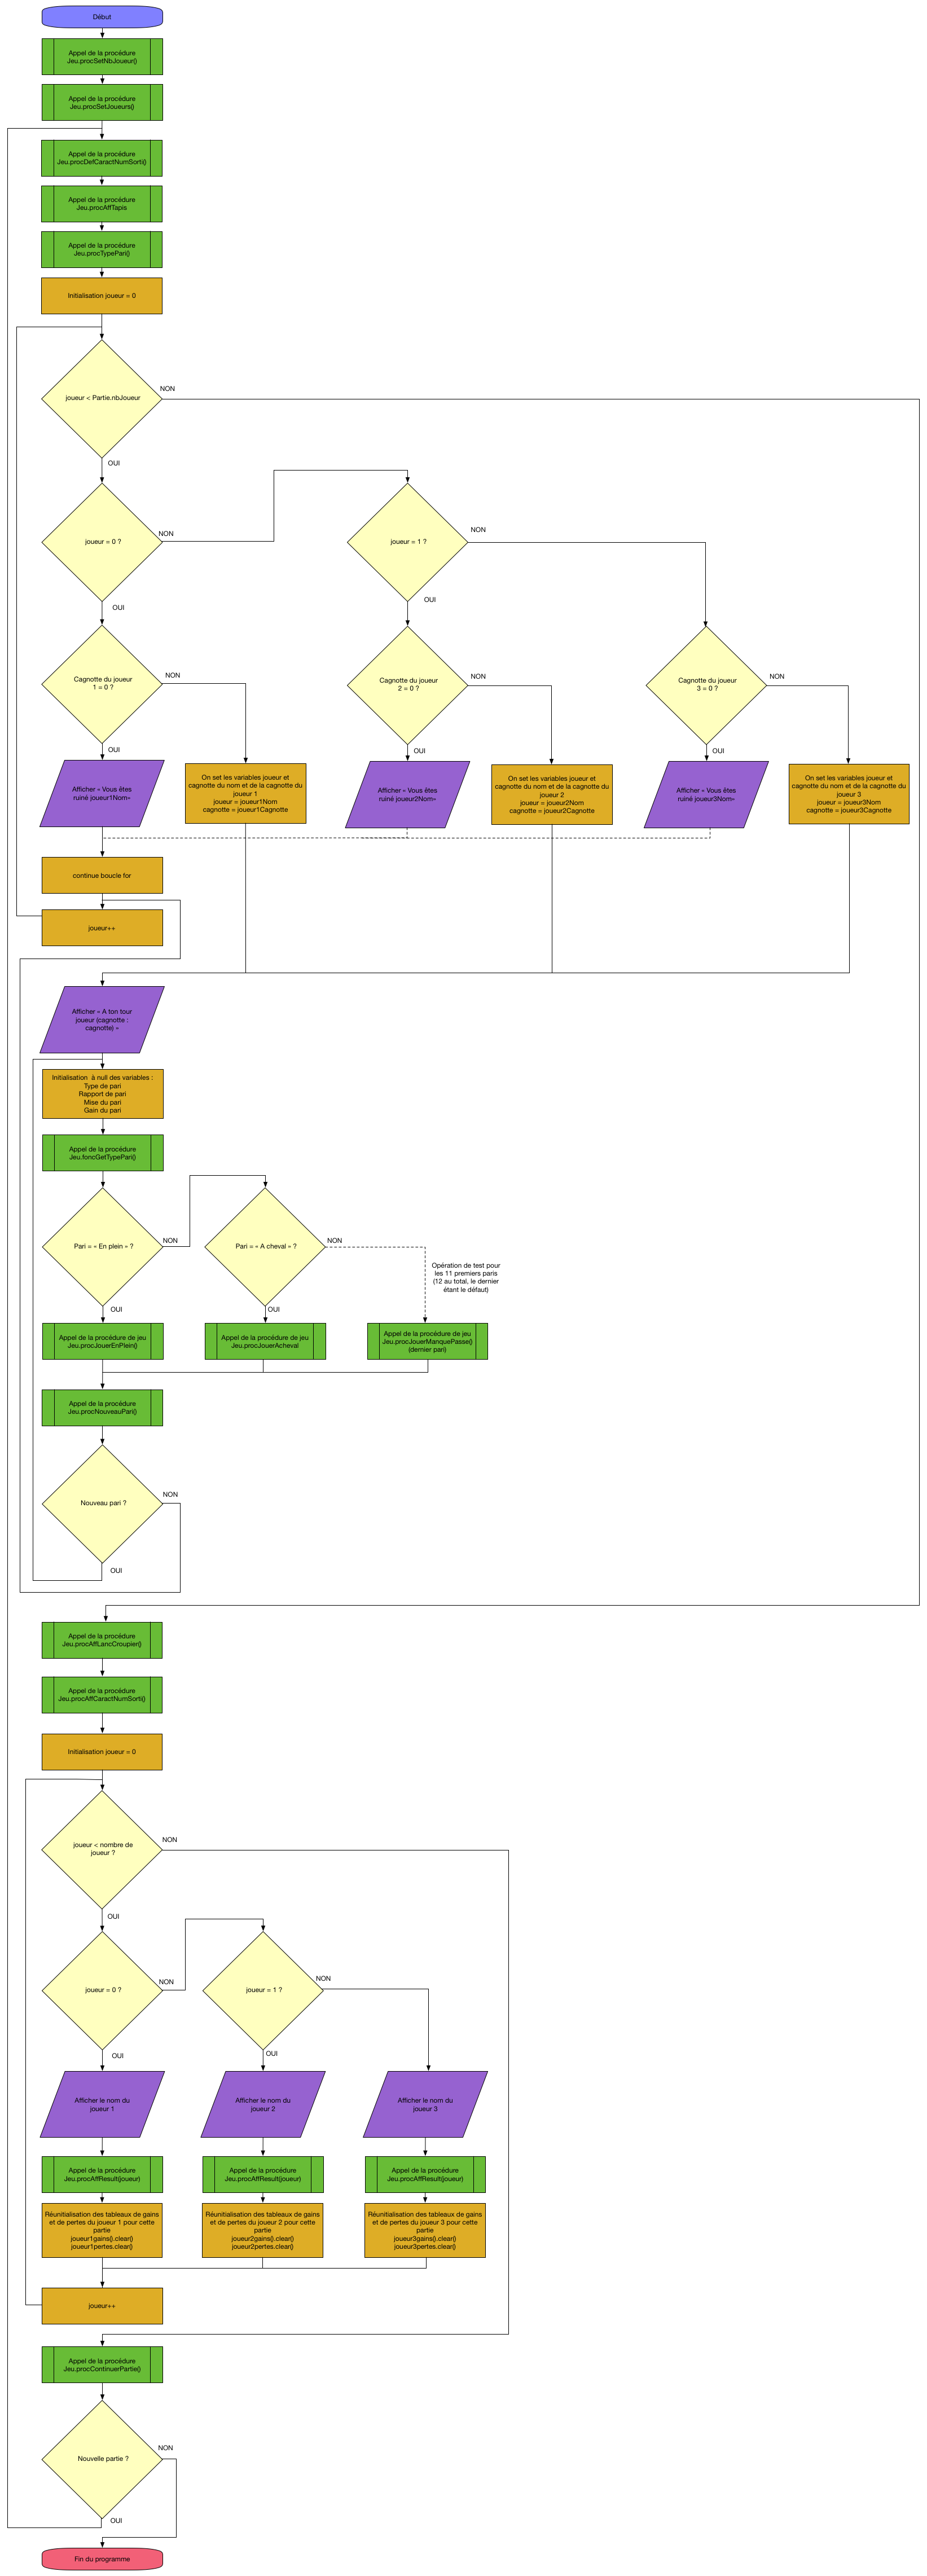 Début
Appel de la procédure
Jeu.procSetNbJoueur()
Appel de la procédure
Jeu.procSetJoueurs()
Appel de la procédure
Jeu.procDefCaractNumSorti()
Appel de la procédure
Jeu.procAffTapis
Appel de la procédure
Jeu.procTypePari()
Initialisation joueur = 0
joueur < Partie.nbJoueur
NON
OUI
joueur = 0 ?
NON
joueur = 1 ?
NON
OUI
OUI
Cagnotte du joueur
1 = 0 ?
NON
Cagnotte du joueur
2 = 0 ?
NON
Cagnotte du joueur
3 = 0 ?
NON
OUI
OUI
OUI
Afficher « Vous êtes
ruiné joueur1Nom»
On set les variables joueur et
cagnotte du nom et de la cagnotte du
joueur 1
joueur = joueur1Nom
cagnotte = joueur1Cagnotte
Afficher « Vous êtes
ruiné joueur2Nom»
On set les variables joueur et
cagnotte du nom et de la cagnotte du
joueur 2
joueur = joueur2Nom
cagnotte = joueur2Cagnotte
Afficher « Vous êtes
ruiné joueur3Nom»
On set les variables joueur et
cagnotte du nom et de la cagnotte du
joueur 3
joueur = joueur3Nom
cagnotte = joueur3Cagnotte
continue boucle for
joueur++
Afficher « A ton tour
joueur (cagnotte :
cagnotte) »
Initialisation à null des variables :
Type de pari
Rapport de pari
Mise du pari
Gain du pari
Appel de la procédure
Jeu.foncGetTypePari()
Pari = « En plein » ?
NON
Pari = « A cheval » ?
NON
Opération de test pour
les 11 premiers paris
(12 au total, le dernier
étant le défaut)
OUI
OUI
Appel de la procédure de jeu
Jeu.procJouerEnPlein()
Appel de la procédure de jeu
Jeu.procJouerAcheval
Appel de la procédure de jeu
Jeu.procJouerManquePasse()
(dernier pari)
Appel de la procédure
Jeu.procNouveauPari()
Nouveau pari ?
NON
OUI
Appel de la procédure
Jeu.procAffLancCroupier()
Appel de la procédure
Jeu.procAffCaractNumSorti()
Initialisation joueur = 0
joueur < nombre de
joueur ?
NON
OUI
joueur = 0 ?
NON
joueur = 1 ?
NON
OUI
OUI
Afficher le nom du
joueur 1
Afficher le nom du
joueur 2
Afficher le nom du
joueur 3
Appel de la procédure
Jeu.procAffResult(joueur)
Appel de la procédure
Jeu.procAffResult(joueur)
Appel de la procédure
Jeu.procAffResult(joueur)
Réunitialisation des tableaux de gains
et de pertes du joueur 1 pour cette
partie
joueur1gains().clear()
joueur1pertes.clear()
Réunitialisation des tableaux de gains
et de pertes du joueur 2 pour cette
partie
joueur2gains().clear()
joueur2pertes.clear()
Réunitialisation des tableaux de gains
et de pertes du joueur 3 pour cette
partie
joueur3gains().clear()
joueur3pertes.clear()
joueur++
Appel de la procédure
Jeu.procContinuerPartie()
Nouvelle partie ?
NON
OUI
Fin du programme